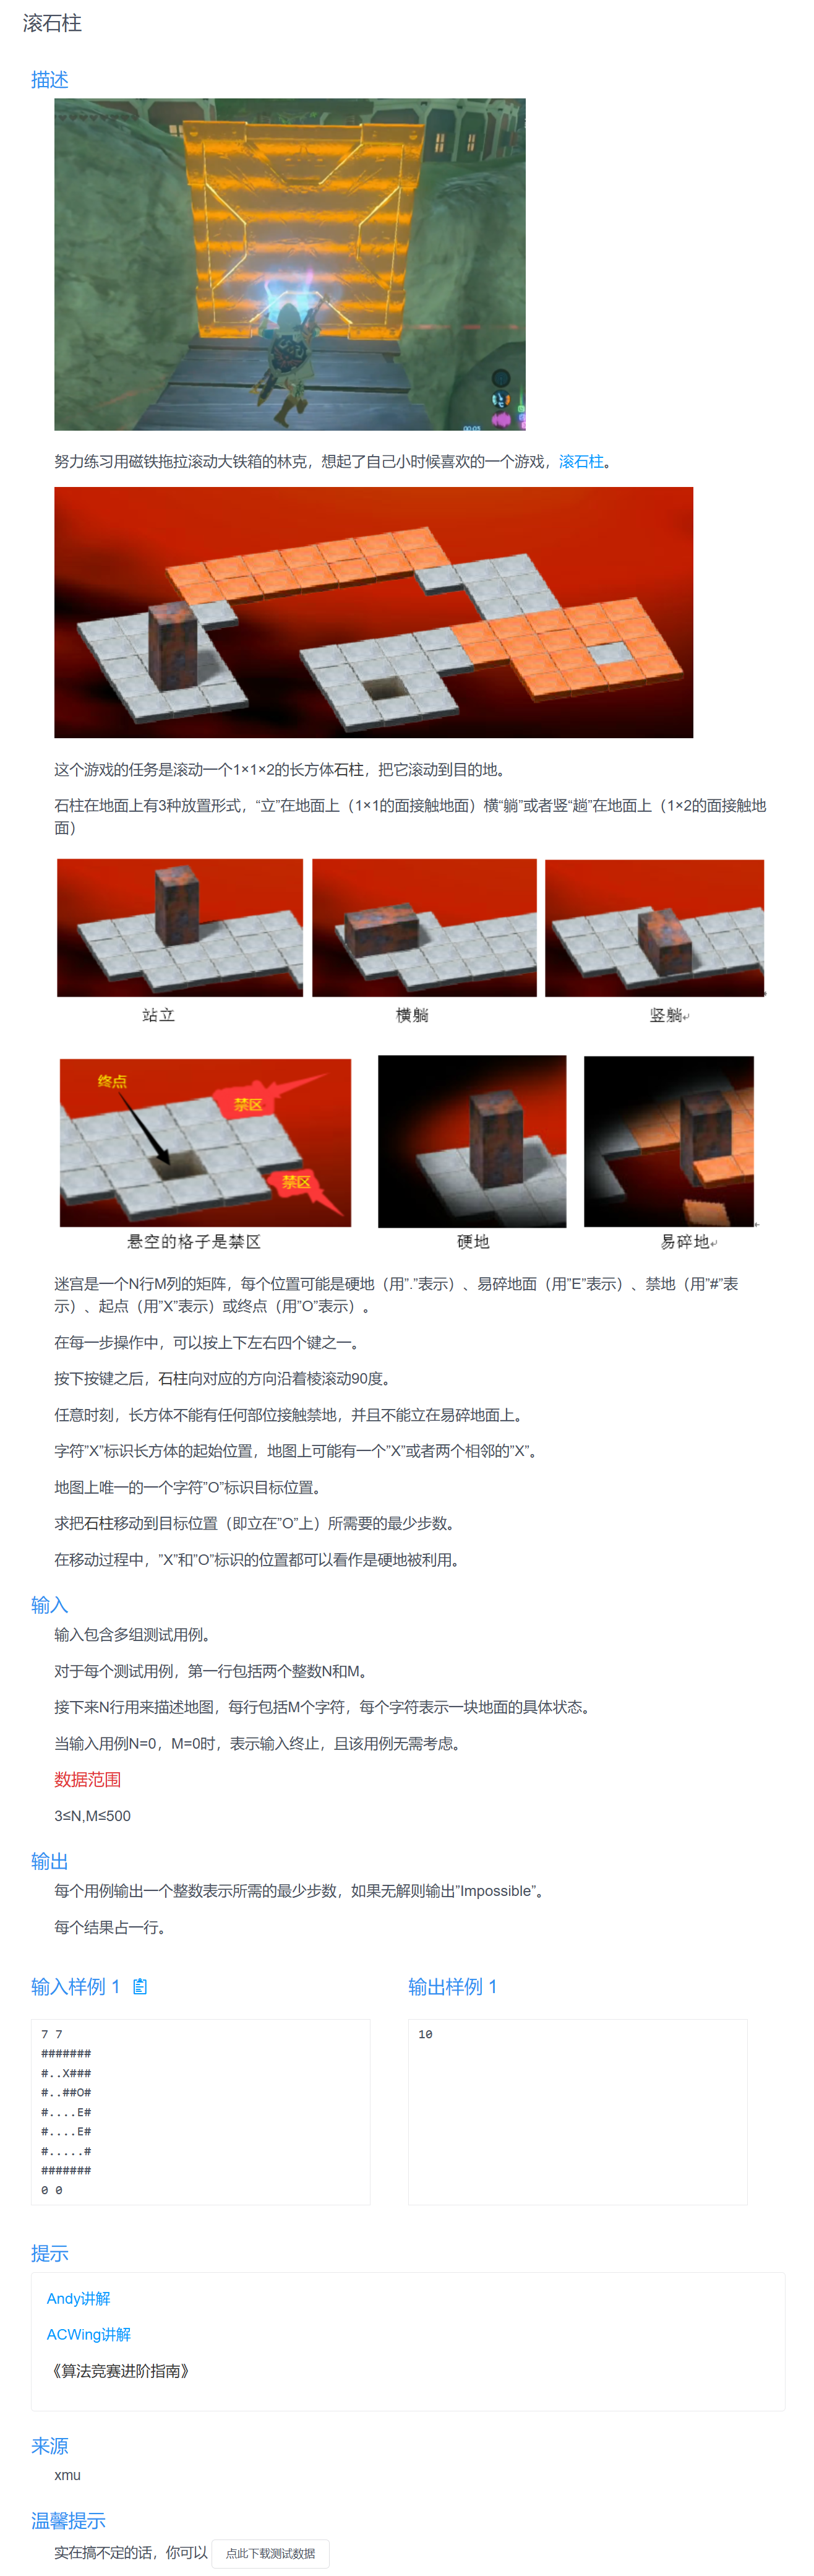 滚石柱
描述
努力练习用磁铁拖拉滚动大铁箱的林克，想起了自己小时候喜欢的一个游戏，滚石柱。
这个游戏的任务是滚动一个1×1×2的长方体石柱，把它滚动到目的地。
石柱在地面上有3种放置形式，“立”在地面上（1×1的面接触地面）横“躺”或者竖“趟”在地面上（1×2的面接触地
面）
站立 横躺 竖躺
终点
禁区
禁区
悬空的格子是禁区 硬地 易碎地
迷宫是一个N行M列的矩阵，每个位置可能是硬地（用”.”表示）、易碎地面（用”E”表示）、禁地（用”#”表
示）、起点（用”X”表示）或终点（用”O”表示）。
在每一步操作中，可以按上下左右四个键之一。
按下按键之后，石柱向对应的方向沿着棱滚动90度。
任意时刻，长方体不能有任何部位接触禁地，并且不能立在易碎地面上。
字符”X”标识长方体的起始位置，地图上可能有一个”X”或者两个相邻的”X”。
地图上唯一的一个字符”O”标识目标位置。
求把石柱移动到目标位置（即立在”O”上）所需要的最少步数。
在移动过程中，”X”和”O”标识的位置都可以看作是硬地被利用。
输入
输入包含多组测试用例。
对于每个测试用例，第一行包括两个整数N和M。
接下来N行用来描述地图，每行包括M个字符，每个字符表示一块地面的具体状态。
当输入用例N=0，M=0时，表示输入终止，且该用例无需考虑。
数据范围
3≤N,M≤500
输出
每个用例输出一个整数表示所需的最少步数，如果无解则输出”Impossible”。
每个结果占一行。
输入样例 1
7 7
#######
#..X###
#..##O#
#....E#
#....E#
#.....#
#######
0 0
输出样例 1
10
提示
Andy讲解
ACWing讲解
《算法竞赛进阶指南》
来源
xmu
温馨提示
实在搞不定的话，你可以 点此下载测试数据